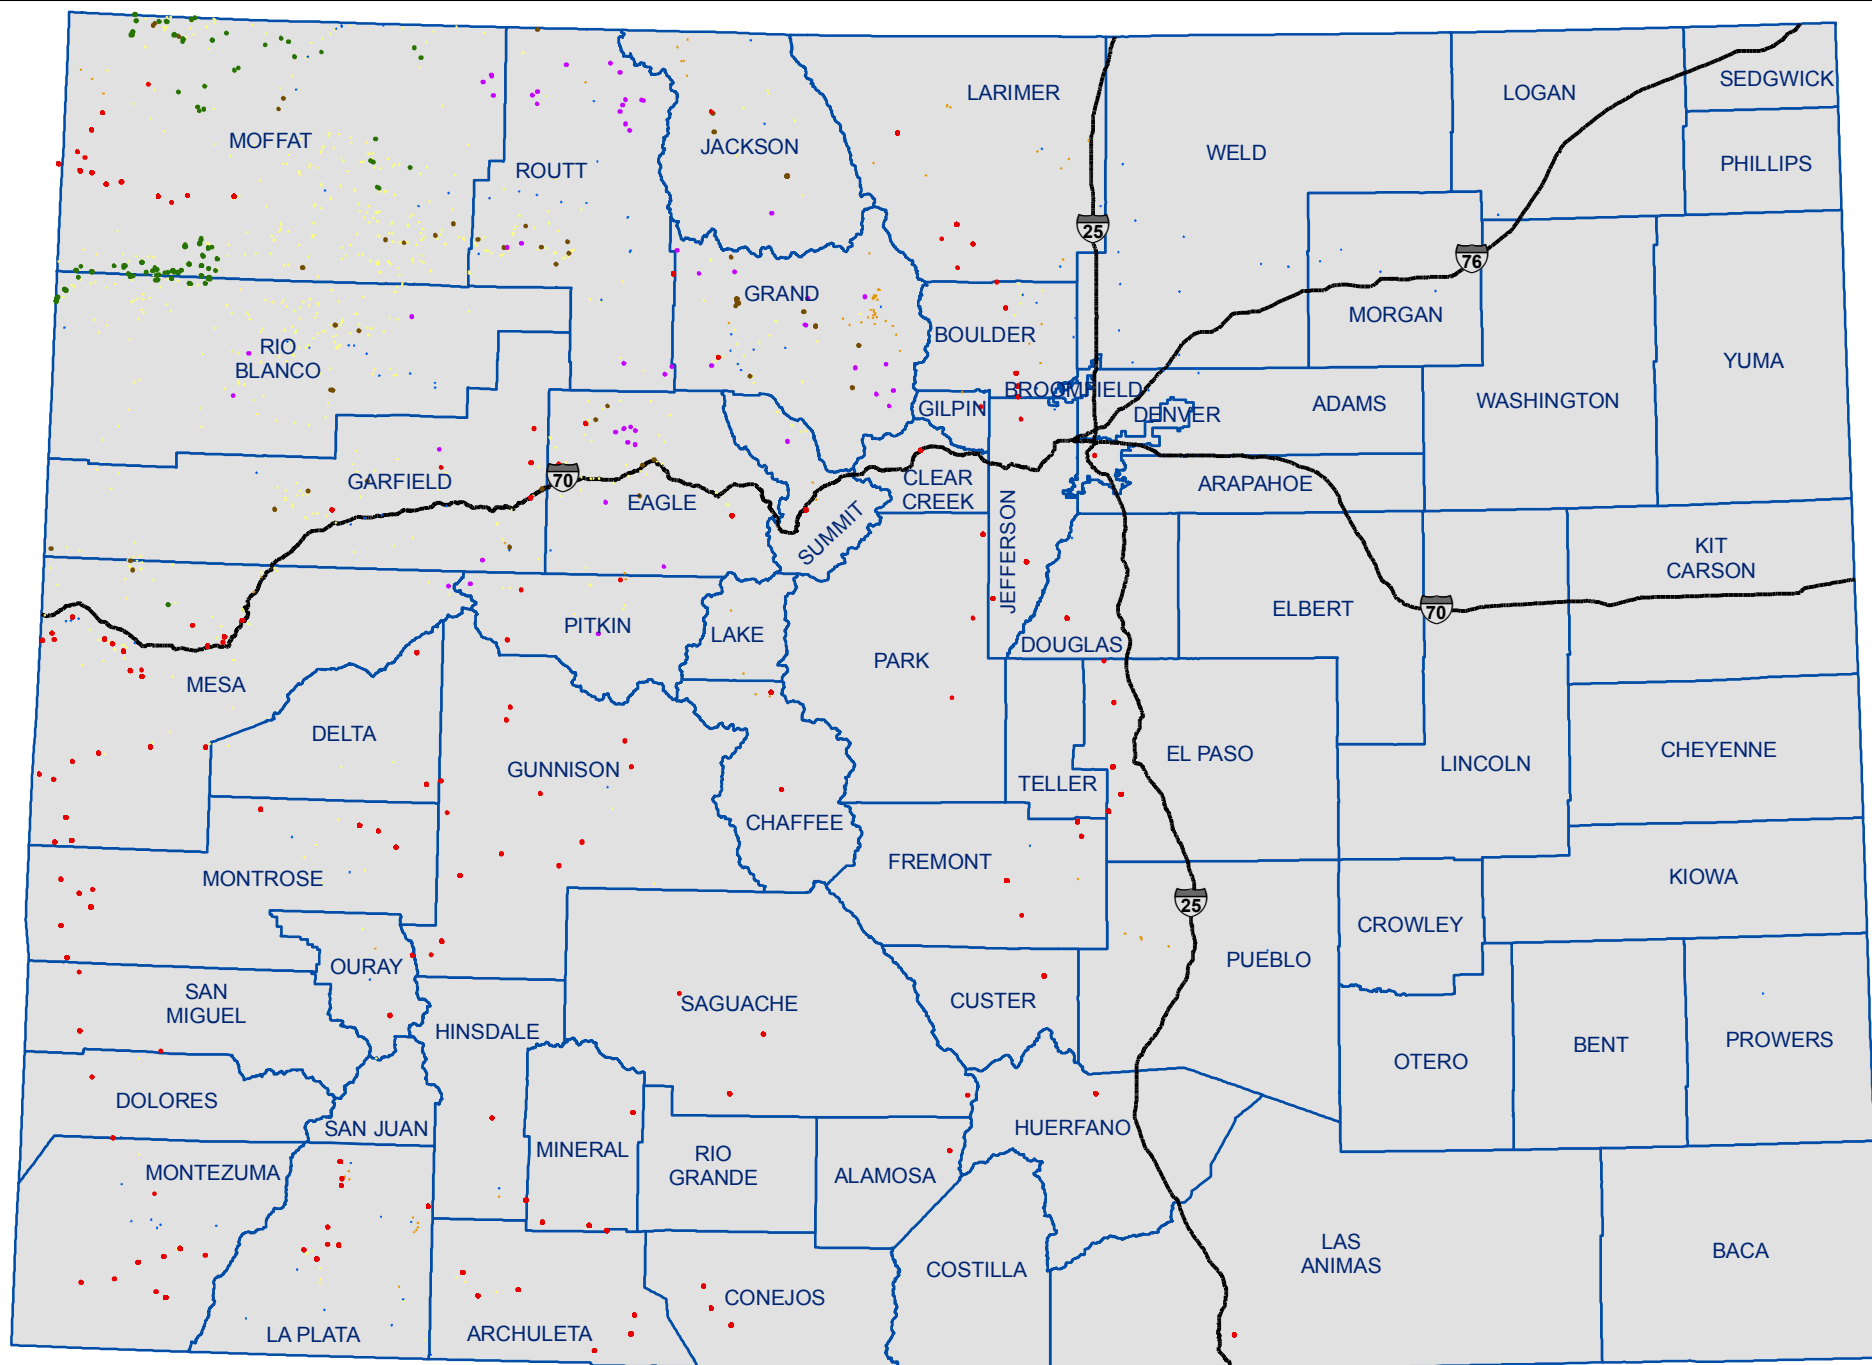 SEDGWICK
LARIMER
LOGAN
MOFFAT
JACKSON
WELD
PHILLIPS
ROUTT
25
76
GRAND
MORGAN
BOULDER
RIO
BLANCO
YUMA
BROOMFIELD
GILPIN
DENVER
ADAMS
WASHINGTON
70
GARFIELD
EAGLE
CLEAR
CREEK
ARAPAHOE
SUMMIT
JEFFERSON
KIT
CARSON
ELBERT
70
PITKIN
LAKE
DOUGLAS
PARK
MESA
DELTA
GUNNISON
EL PASO
CHEYENNE
LINCOLN
TELLER
CHAFFEE
FREMONT
MONTROSE
KIOWA
25
CROWLEY
OURAY
PUEBLO
SAN
MIGUEL
SAGUACHE
CUSTER
HINSDALE
PROWERS
BENT
OTERO
DOLORES
SAN JUAN
HUERFANO
MINERAL
RIO
GRANDE
MONTEZUMA
ALAMOSA
LAS
ANIMAS
BACA
COSTILLA
CONEJOS
LA PLATA
ARCHULETA